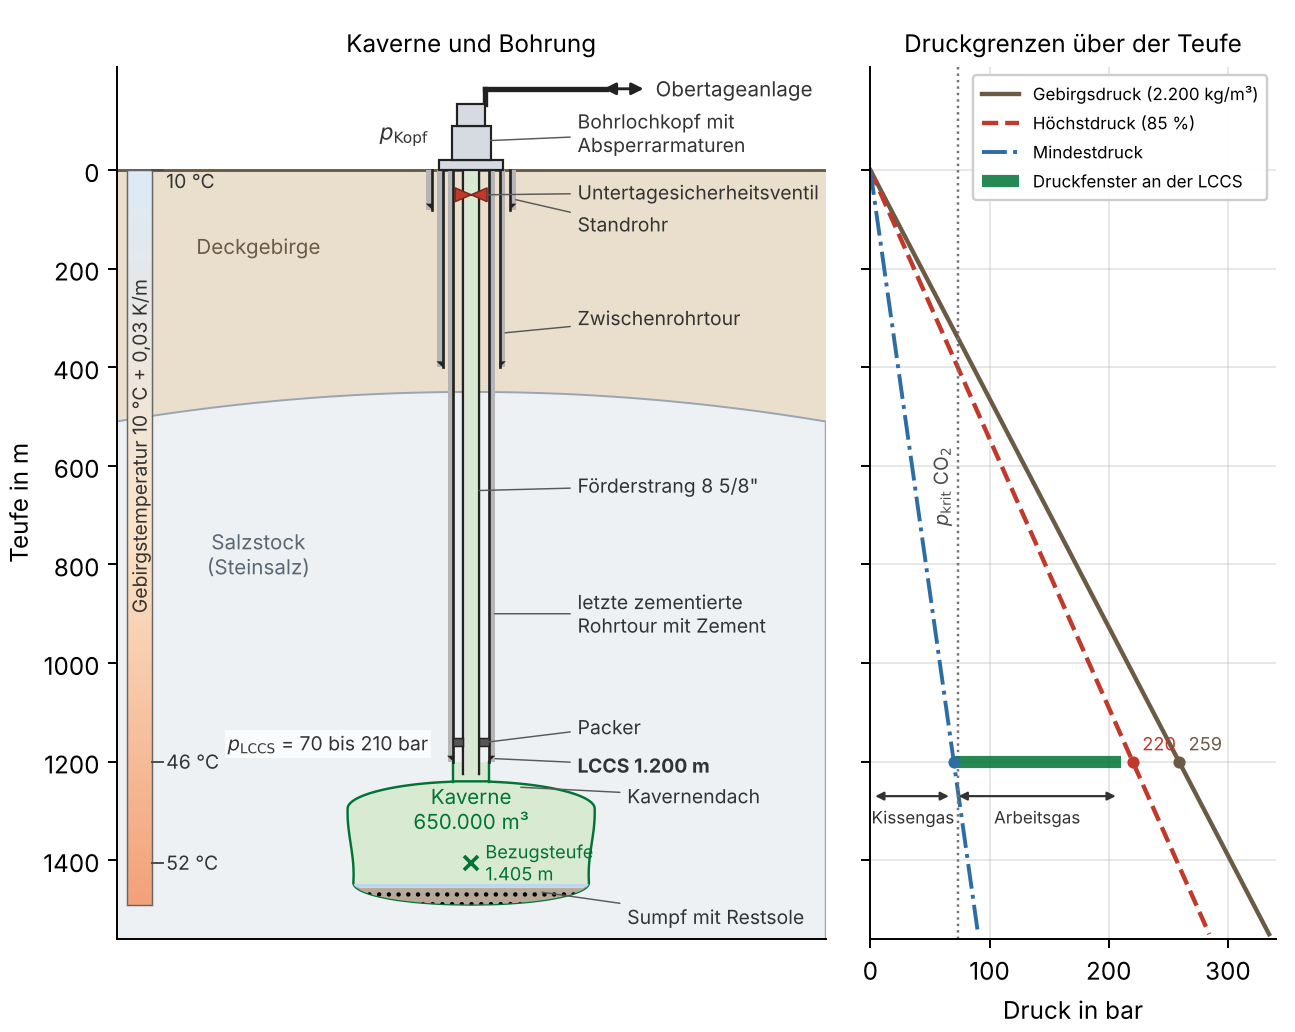 Kaverne und Bohrung
Obertageanlage
Bohrlochkopf mit
Absperrarmaturen
pKopf
Untertagesicherheitsventil
Standrohr
Zwischenrohrtour
Förderstrang 8 5/8"
letzte zementierte
Rohrtour mit Zement
Packer
LCCS 1.200 m
Kavernendach
Sumpf mit Restsole
Deckgebirge
Salzstock
(Steinsalz)
pLCCS = 70 bis 210 bar
Kaverne
650.000 m³
Bezugsteufe
1.405 m
10 °C
46 °C
52 °C
Gebirgstemperatur 10 °C + 0,03 K/m
Teufe in m
0
200
400
600
800
1000
1200
1400
Druckgrenzen über der Teufe
Gebirgsdruck (2.200 kg/m³)
Höchstdruck (85 %)
Mindestdruck
Druckfenster an der LCCS
pkrit CO₂
220
259
Kissengas
Arbeitsgas
0
100
200
300
Druck in bar